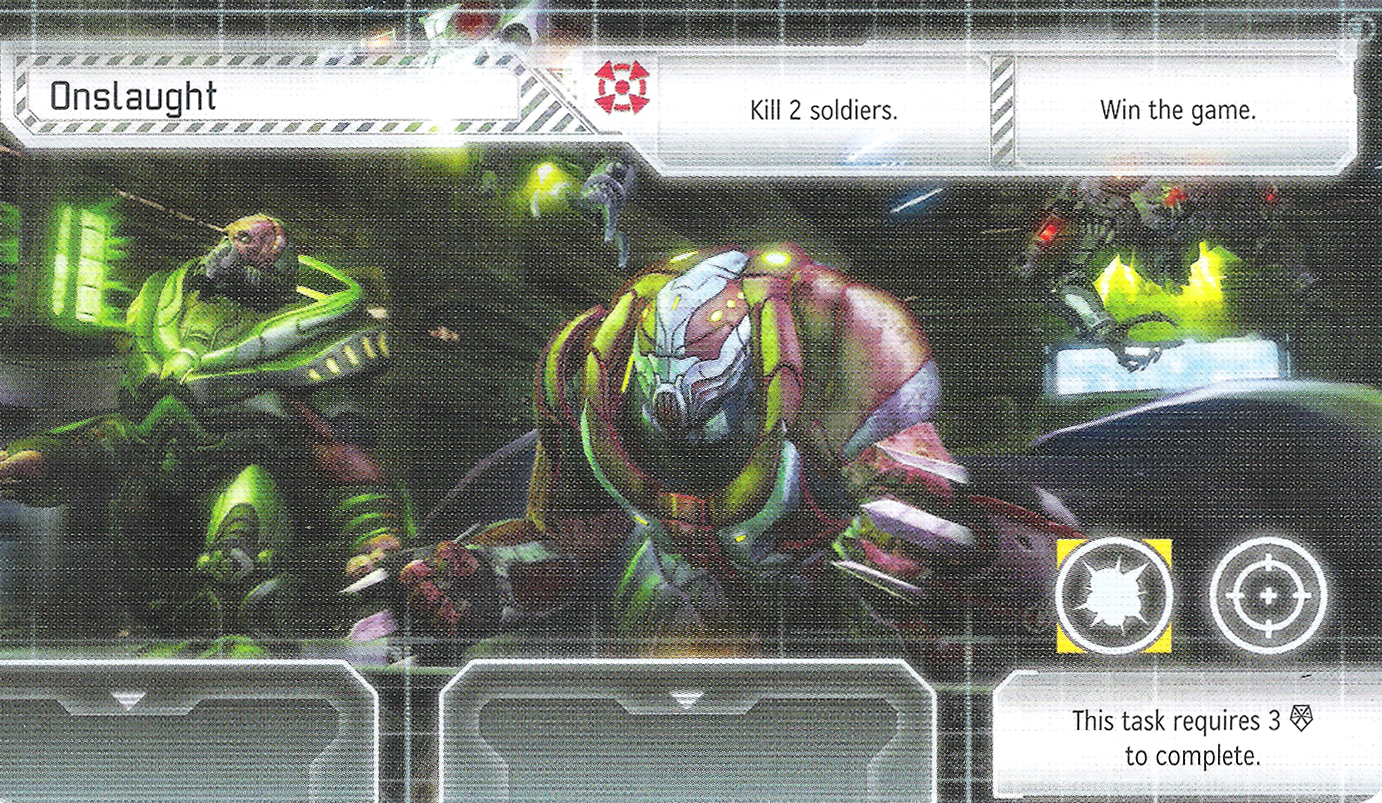 Onslaught
Kill 2 soldiers.
Win the game.
This task requires 3
to complete.